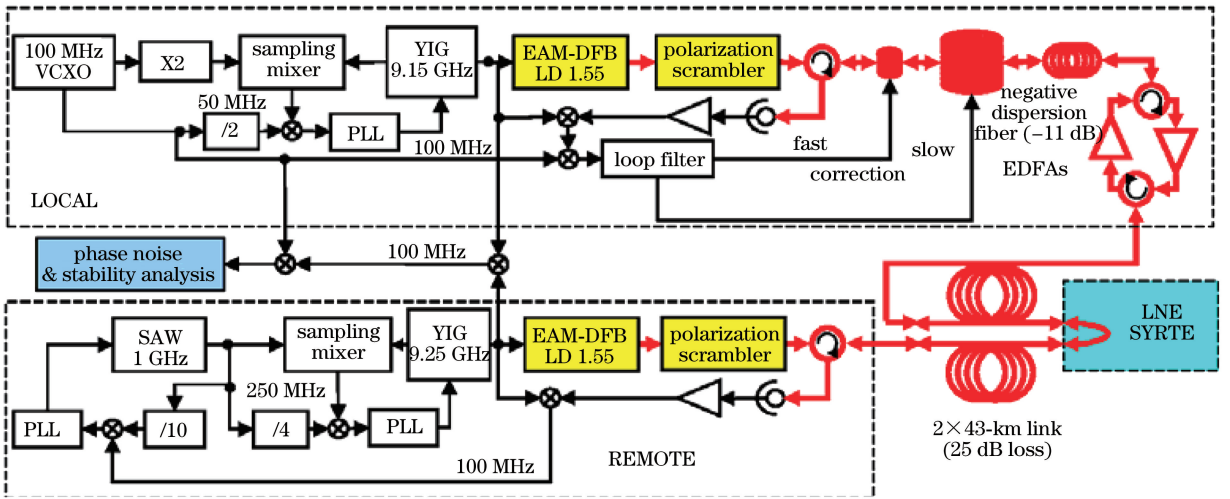 100 MHz
VCXO
X2
sampling
mixer
YIG
9.15 GHz
EAM-DFB
LD 1.55
polarization
scrambler
50 MHz
/2
PLL
100 MHz
loop filter
fast
correction
slow
negative
dispersion
fiber (−11 dB)
EDFAs
LOCAL
phase noise
& stability analysis
100 MHz
SAW
1 GHz
sampling
mixer
YIG
9.25 GHz
EAM-DFB
LD 1.55
polarization
scrambler
LNE
SYRTE
250 MHz
PLL
/10
/4
PLL
100 MHz
REMOTE
2×43-km link
(25 dB loss)